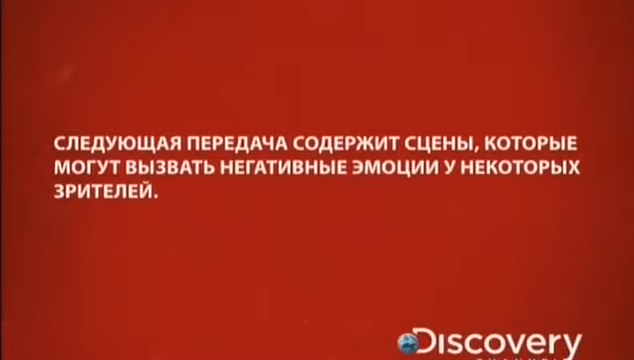 СЛЕДУЮЩАЯ ПЕРЕДАЧА СОДЕРЖИТ СЦЕНЫ, КОТОРЫЕ
МОГУТ ВЫЗВАТЬ НЕГАТИВНЫЕ ЭМОЦИИ У НЕКОТОРЫХ
ЗРИТЕЛЕЙ.
Discovery